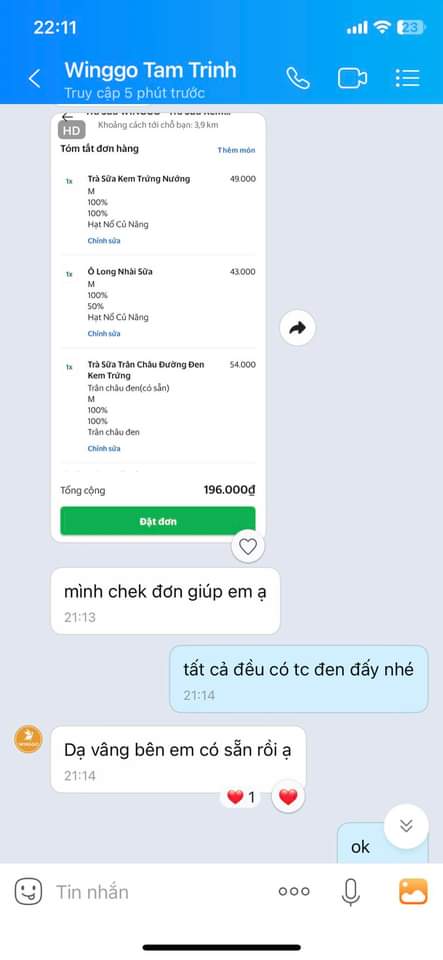 22:11
23
Winggo Tam Trinh
Truy cập 5 phút trước
HD
Khoảng cách tới chỗ bạn: 3,9 km
Tóm tắt đơn hàng
Thêm món
1x Trà Sữa Kem Trứng Nướng 49.000
M
100%
100%
Hạt Nổ Củ Năng
Chỉnh sửa
1x Ô Long Nhài Sữa 43.000
M
100%
50%
Hạt Nổ Củ Năng
Chỉnh sửa
1x Trà Sữa Trân Châu Đường Đen 54.000
Kem Trứng
Trân châu đen(có sẵn)
M
100%
100%
Trân châu đen
Chỉnh sửa
Tổng cộng 196.000₫
Đặt đơn
mình chek đơn giúp em ạ
21:13
tất cả đều có tc đen đấy nhé
21:14
WINGGO
Dạ vâng bên em có sẵn rồi ạ
21:14
1
ok
Tin nhắn